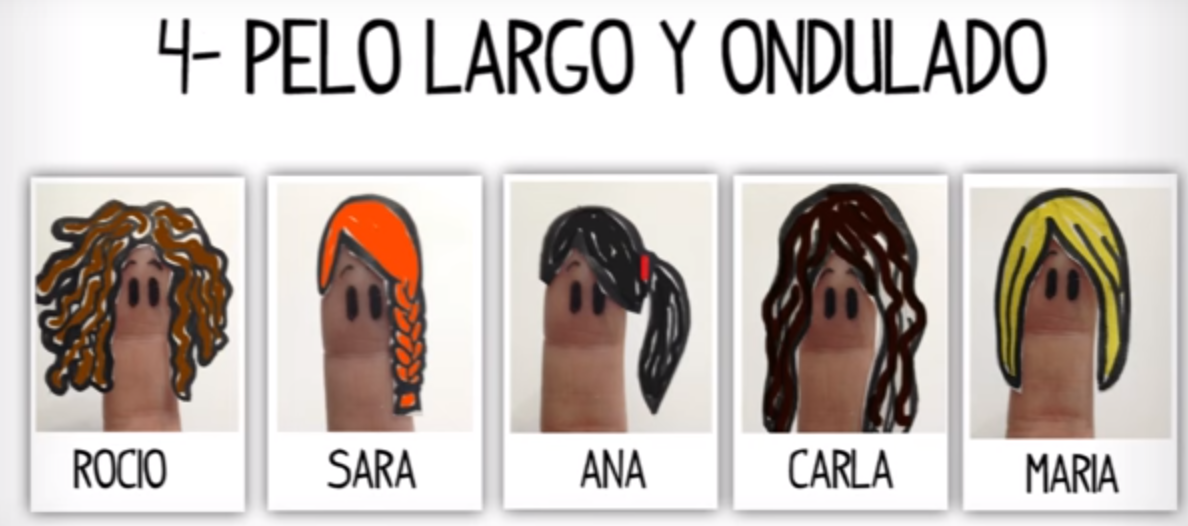 4- PELO LARGO Y ONDULADO
ROCIO
SARA
ANA
CARLA
MARIA